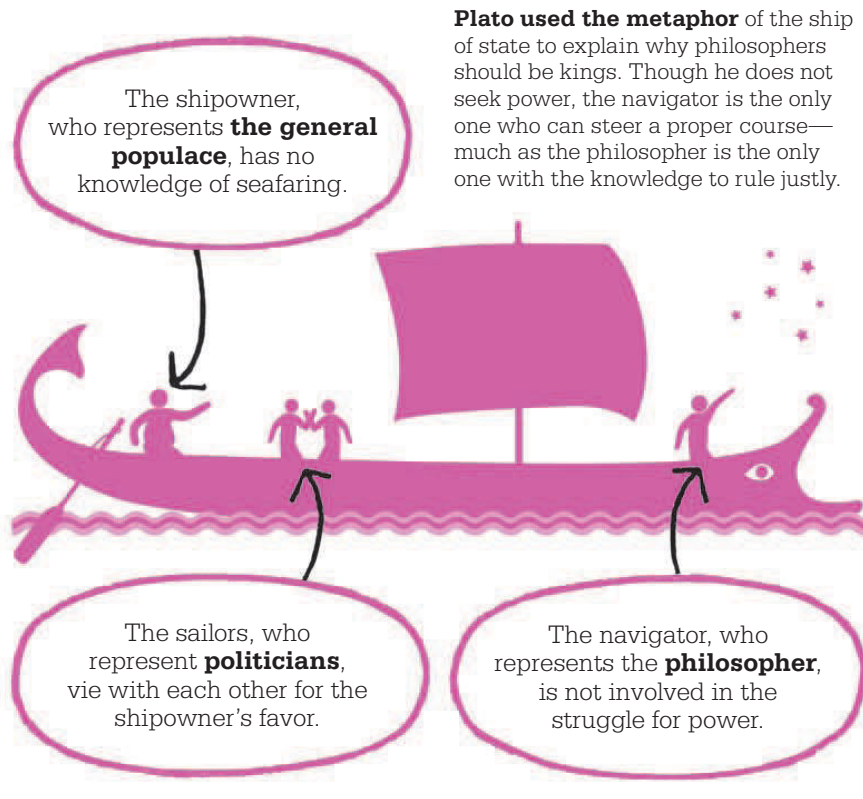 Plato used the metaphor of the ship
of state to explain why philosophers
should be kings. Though he does not
seek power, the navigator is the only
one who can steer a proper course—
much as the philosopher is the only
one with the knowledge to rule justly.
The shipowner,
who represents the general
populace, has no
knowledge of seafaring.
The sailors, who
represent politicians,
vie with each other for the
shipowner's favor.
The navigator, who
represents the philosopher,
is not involved in the
struggle for power.